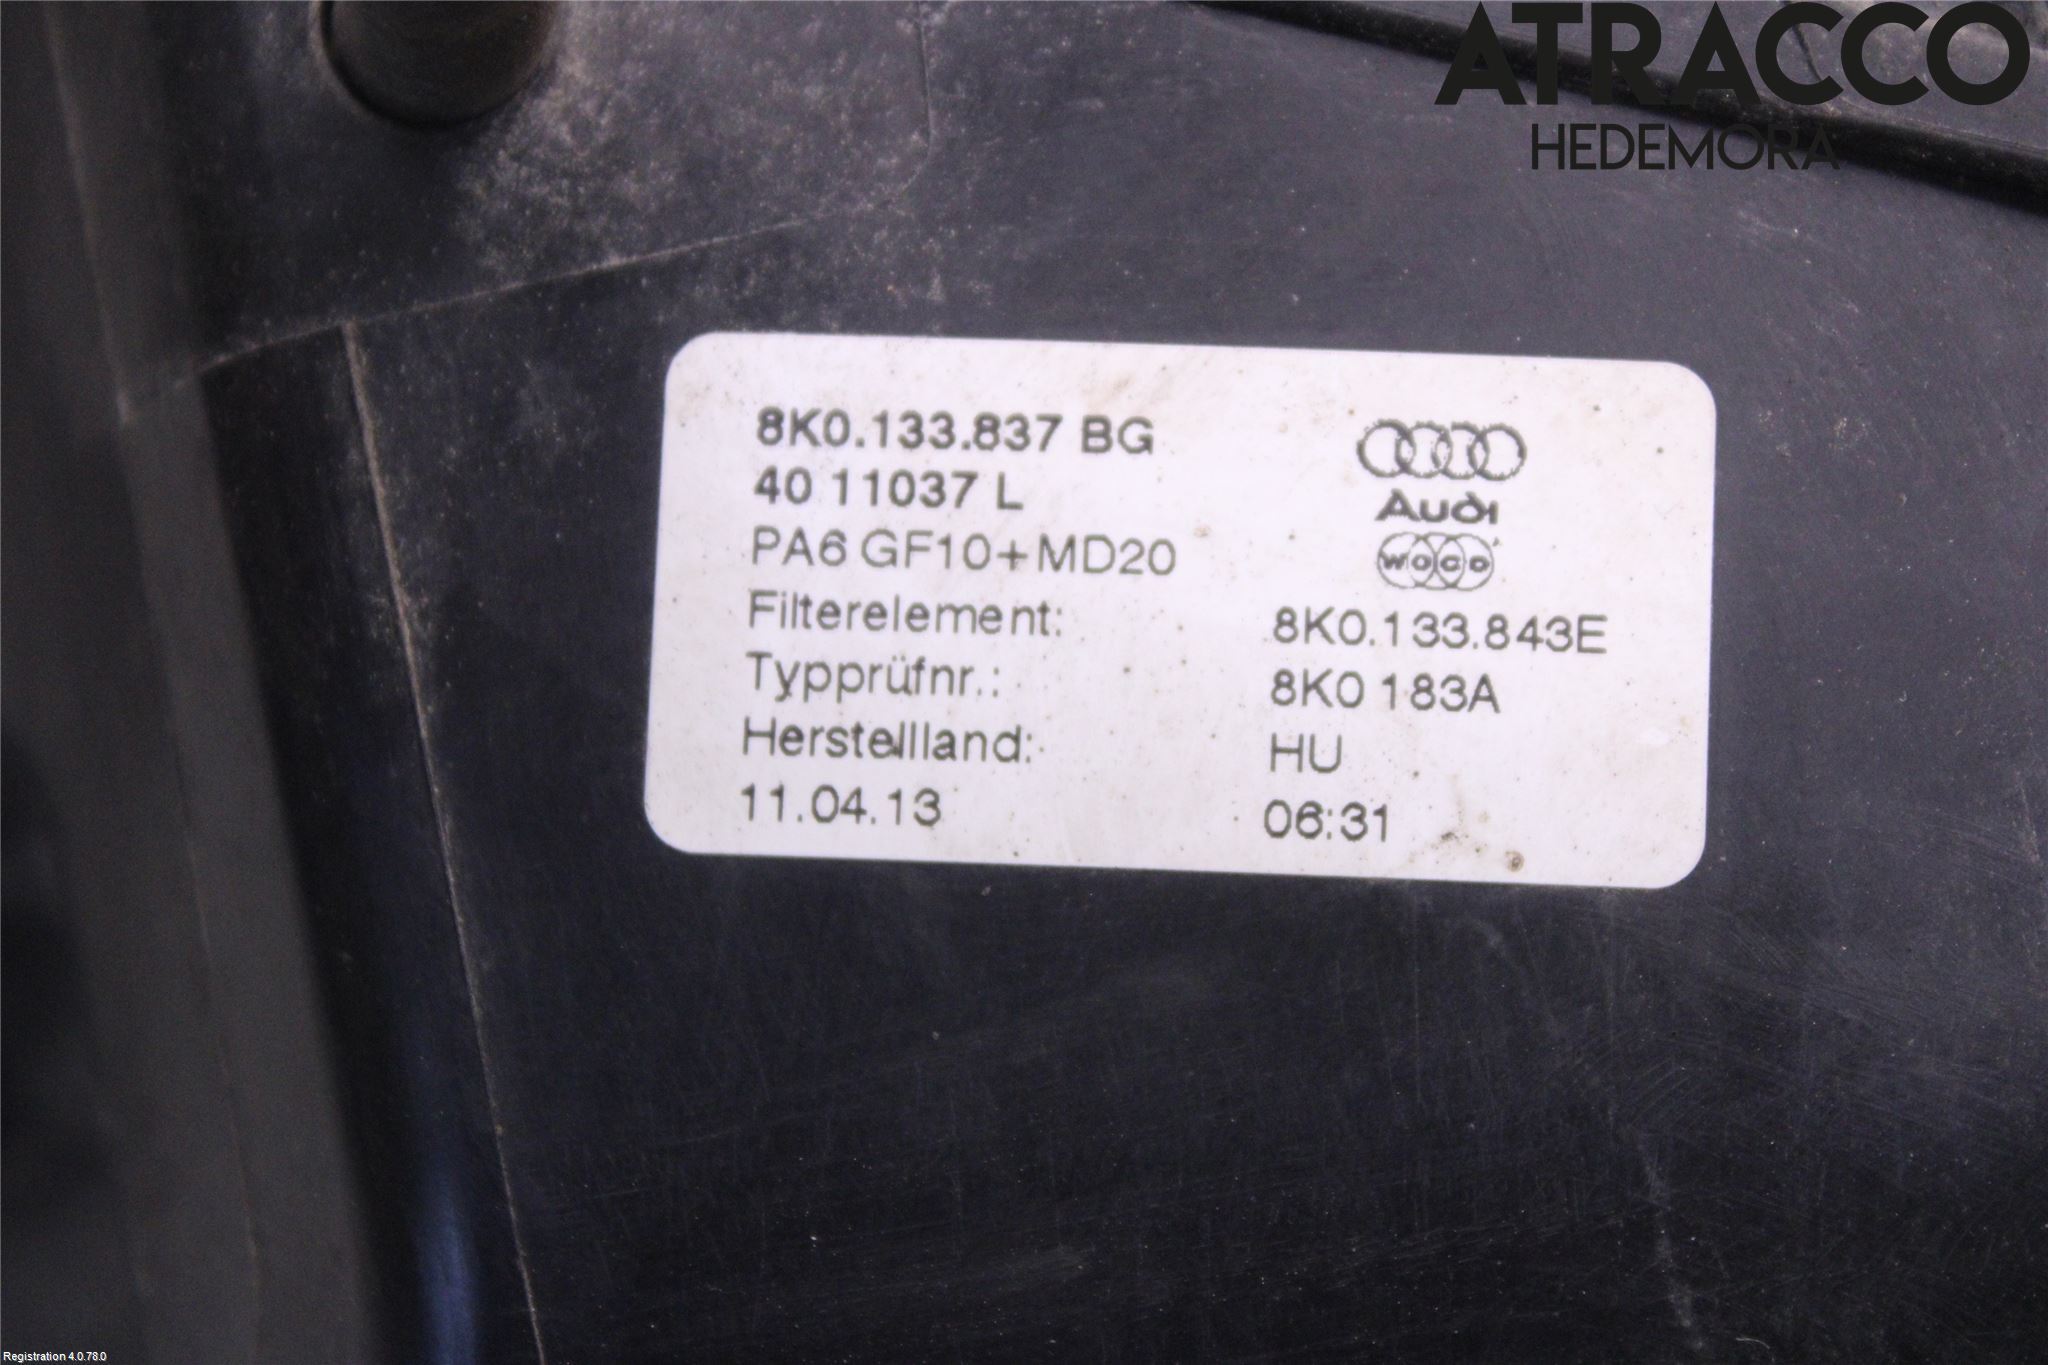 ATRACCO
HEDEMORA
8K0.133.837 BG
40 11037 L
PA6 GF10+MD20
Audi
WOCO
Filterelement: 8K0.133.843E
Typprüfnr.: 8K0 183A
Herstellland: HU
11.04.13 06:31
Registration 4.0.78.0